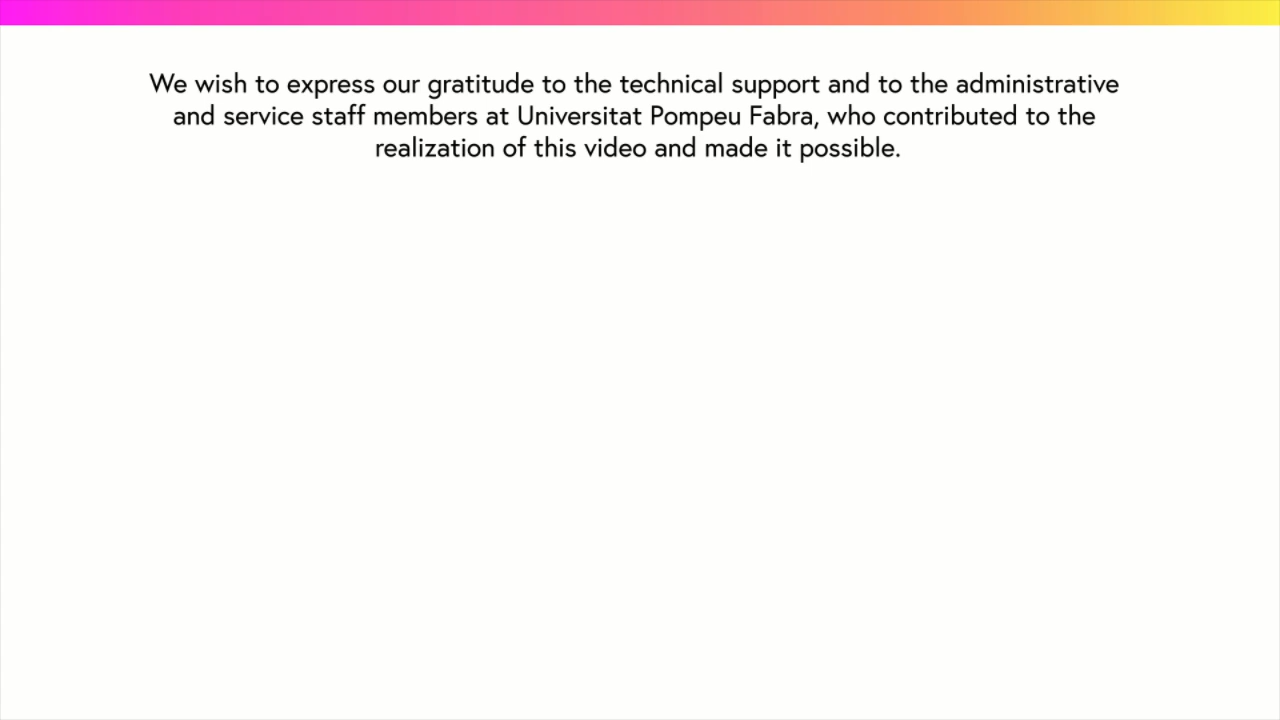 We wish to express our gratitude to the technical support and to the administrative
and service staff members at Universitat Pompeu Fabra, who contributed to the
realization of this video and made it possible.